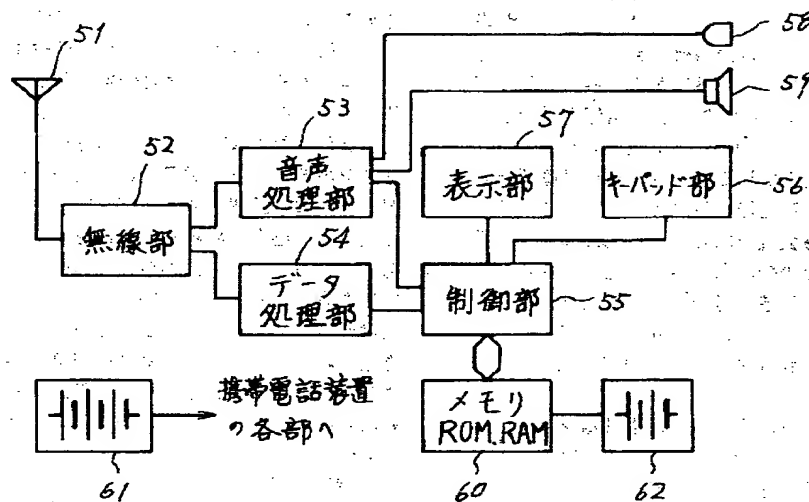 51
58
59
53
57
52
音声
処理部
表示部
キーパッド部
56
無線部
54
データ
処理部
制御部
55
携帯電話装置
の各部へ
メモリ
ROM.RAM
61
60
62